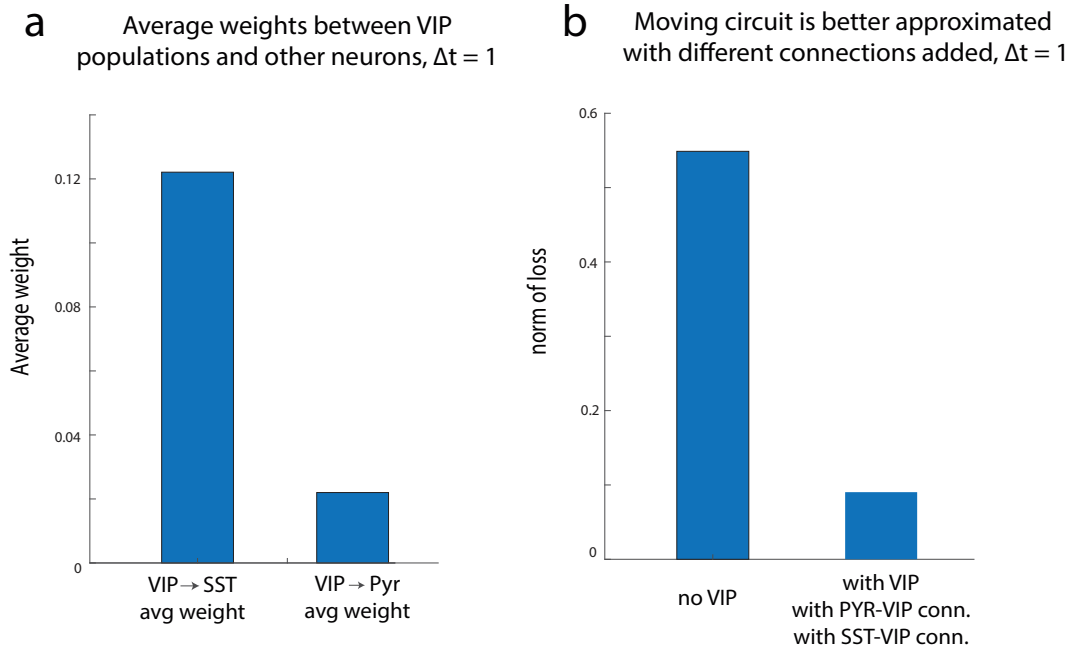 a
Average weights between VIP
populations and other neurons, Δt = 1
Average weight
0.12
0.08
0.04
0
VIP→SST
avg weight
VIP→Pyr
avg weight
b
Moving circuit is better approximated
with different connections added, Δt = 1
norm of loss
0.6
0.4
0.2
0
no VIP
with VIP
with PYR-VIP conn.
with SST-VIP conn.